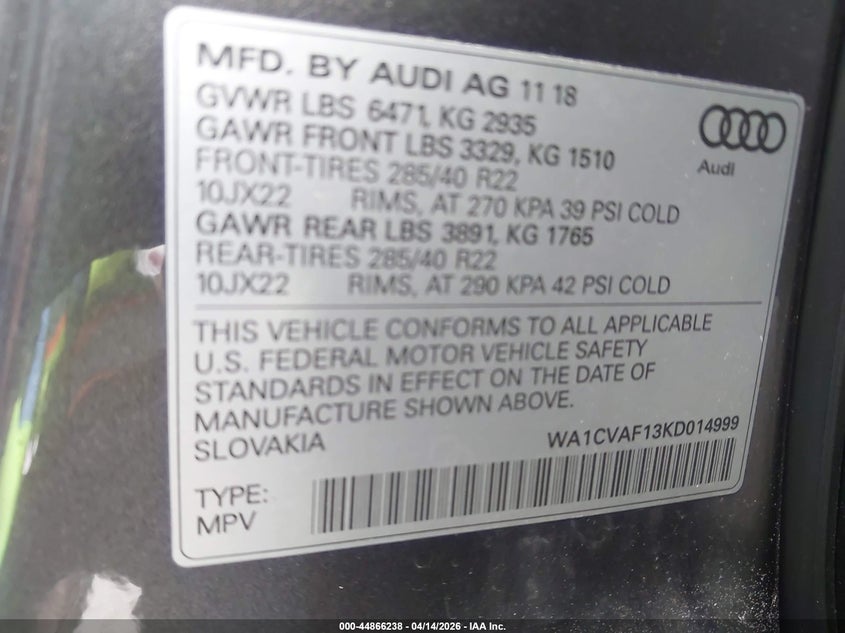 MFD. BY AUDI AG 11 18
GVWR LBS 6471, KG 2935
GAWR FRONT LBS 3329, KG 1510
FRONT-TIRES 285/40 R22
10JX22 RIMS, AT 270 KPA 39 PSI COLD
GAWR REAR LBS 3891, KG 1765
REAR-TIRES 285/40 R22
10JX22 RIMS, AT 290 KPA 42 PSI COLD
Audi
THIS VEHICLE CONFORMS TO ALL APPLICABLE
U.S. FEDERAL MOTOR VEHICLE SAFETY
STANDARDS IN EFFECT ON THE DATE OF
MANUFACTURE SHOWN ABOVE.
SLOVAKIA WA1CVAF13KD014999
TYPE:
MPV
000-44866238 - 04/14/2026 - IAA Inc.